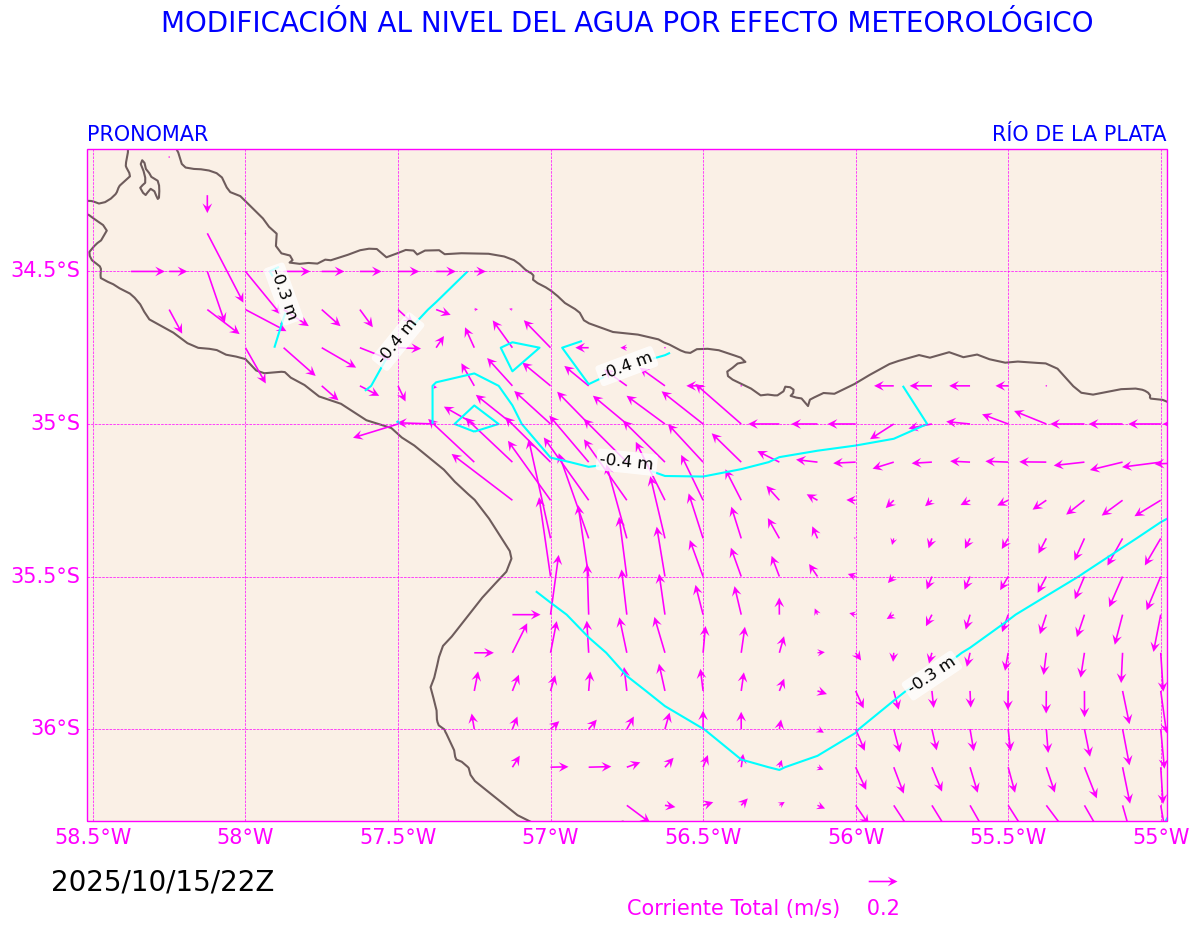 MODIFICACIÓN AL NIVEL DEL AGUA POR EFECTO METEOROLÓGICO
PRONOMAR
RÍO DE LA PLATA
34.5°S
35°S
35.5°S
36°S
-0.3 m
-0.4 m
-0.4 m
-0.4 m
-0.3 m
58.5°W
58°W
57.5°W
57°W
56.5°W
56°W
55.5°W
55°W
2025/10/15/22Z
Corriente Total (m/s)
0.2